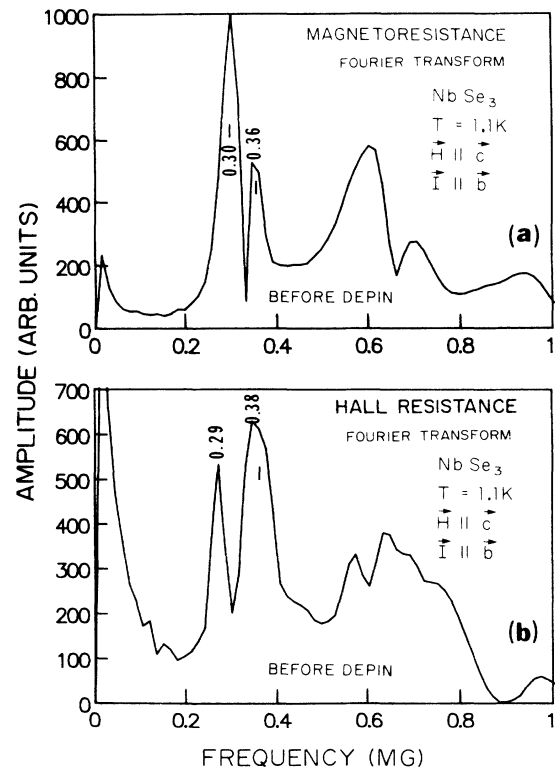 AMPLITUDE (ARB. UNITS)
1000
800
600
400
200
0
MAGNETORESISTANCE
FOURIER TRANSFORM
NbSe₃
T = 1.1K
H || c
I || b
0.30
0.36
(a)
BEFORE DEPIN
0 0.2 0.4 0.6 0.8 1
700
600
500
400
300
200
100
0
HALL RESISTANCE
FOURIER TRANSFORM
NbSe₃
T = 1.1K
H || c
I || b
0.29
0.38
(b)
BEFORE DEPIN
0 0.2 0.4 0.6 0.8 1
FREQUENCY (MG)